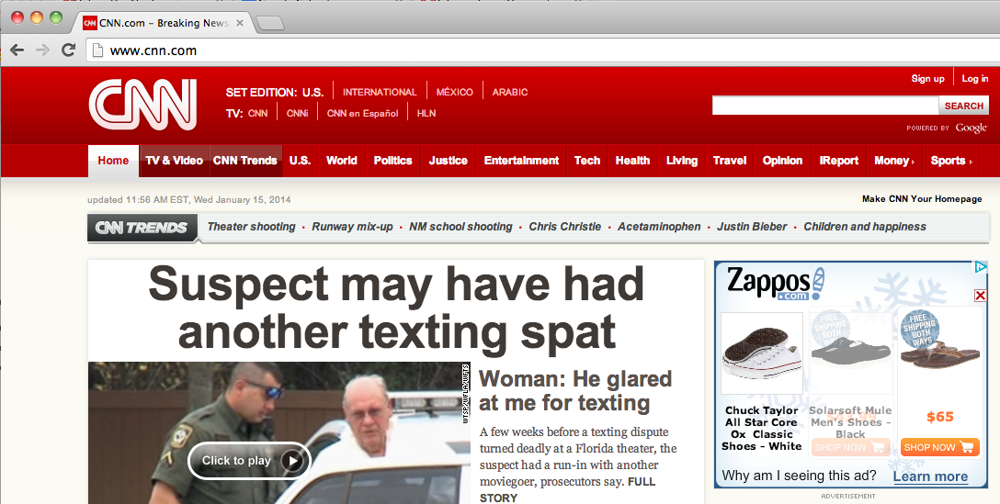 CNN.com – Breaking News
www.cnn.com
CNN
SET EDITION: U.S. INTERNATIONAL MÉXICO ARABIC
TV: CNN CNNi CNN en Español HLN
Sign up Log in
SEARCH
POWERED BY Google
Home TV & Video CNN Trends U.S. World Politics Justice Entertainment Tech Health Living Travel Opinion iReport Money Sports
updated 11:56 AM EST, Wed January 15, 2014
Make CNN Your Homepage
CNN TRENDS Theater shooting • Runway mix-up • NM school shooting • Chris Christie • Acetaminophen • Justin Bieber • Children and happiness
Suspect may have had
another texting spat
WTSP/WFLA/WFTS
Click to play
Woman: He glared
at me for texting
A few weeks before a texting dispute
turned deadly at a Florida theater, the
suspect had a run-in with another
moviegoer, prosecutors say. FULL
STORY
Zappos
.com
FREE
SHIPPING
BOTH
WAYS
Chuck Taylor
All Star Core
Ox Classic
Shoes - White
FREE
SHIPPING
BOTH
WAYS
Solarsoft Mule
Men's Shoes -
Black
SHOP NOW
$65
SHOP NOW
Why am I seeing this ad? Learn more
ADVERTISEMENT